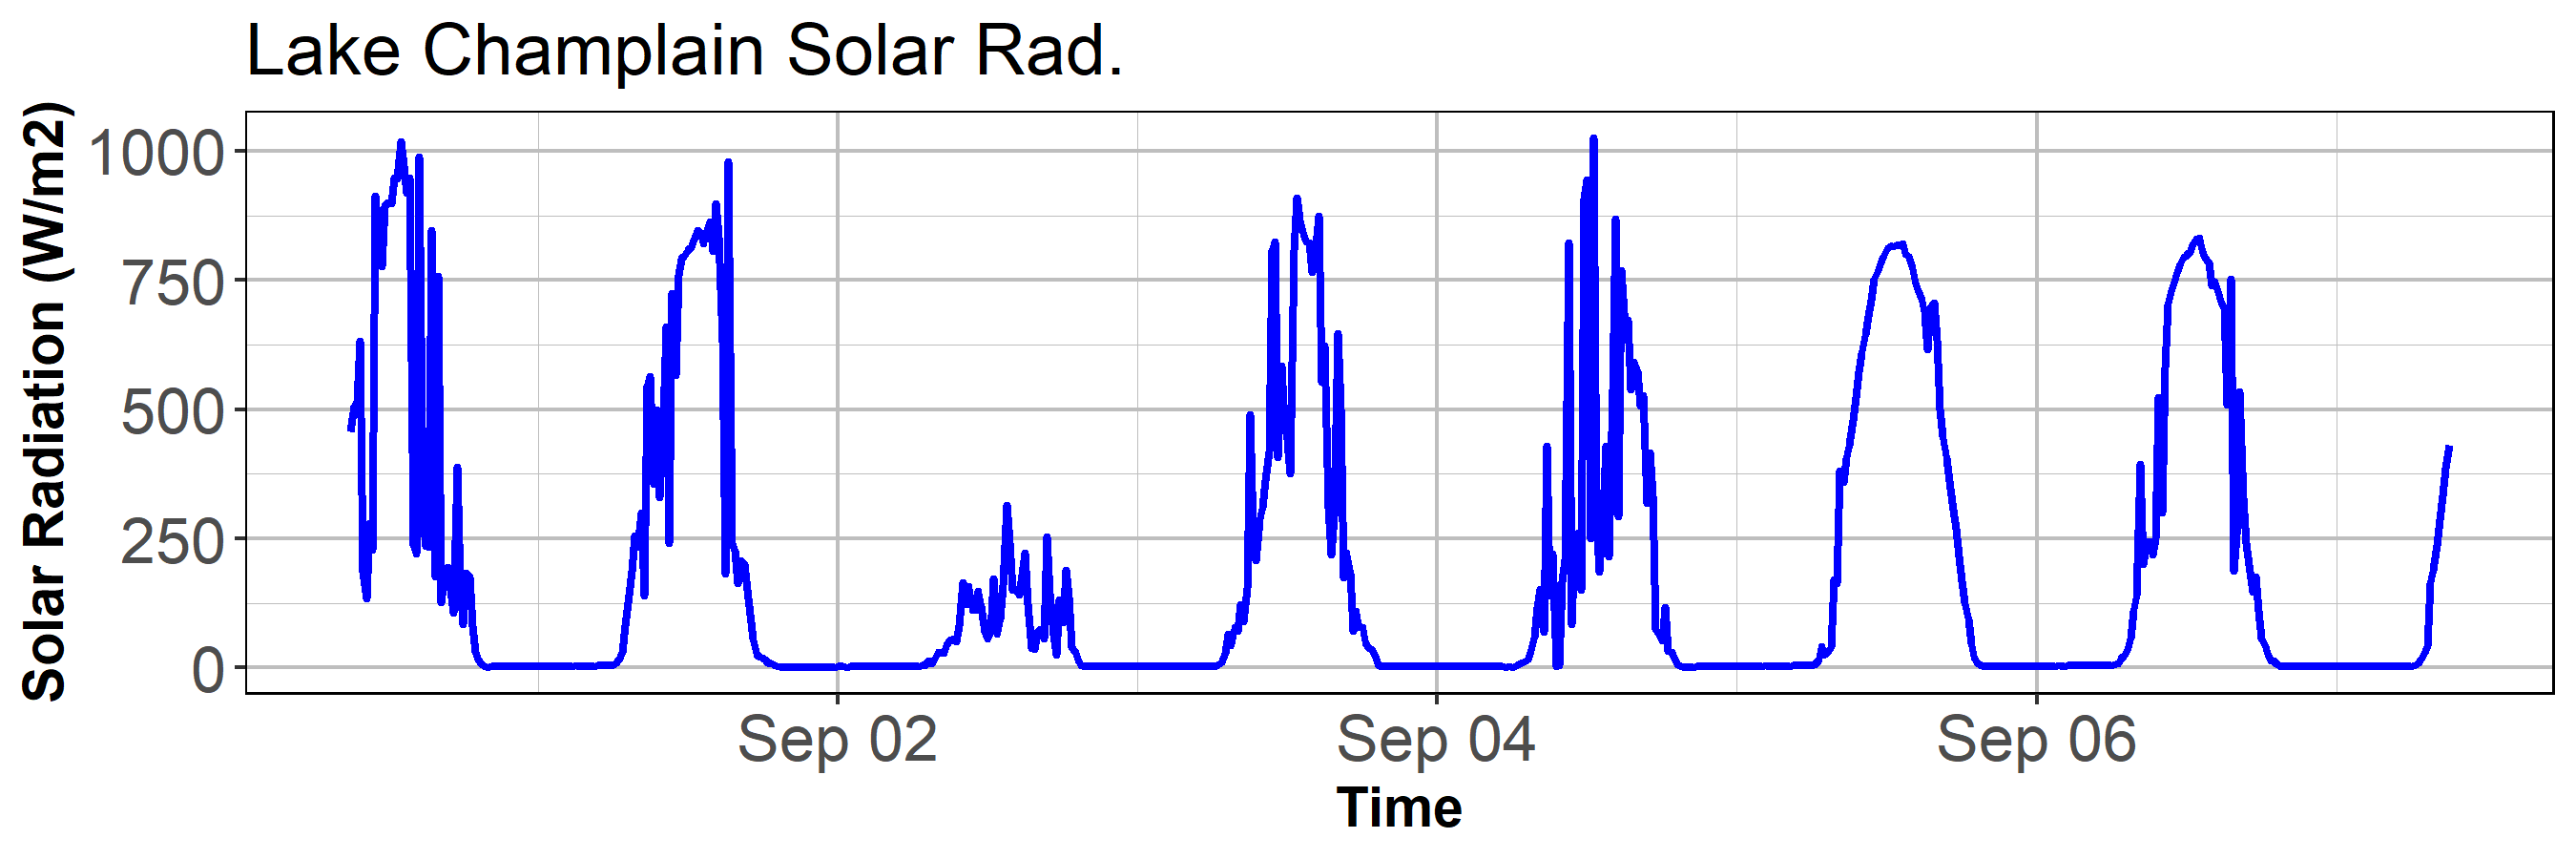 Lake Champlain Solar Rad.
Solar Radiation (W/m2)
1000
750
500
250
0
Sep 02
Sep 04
Sep 06
Time